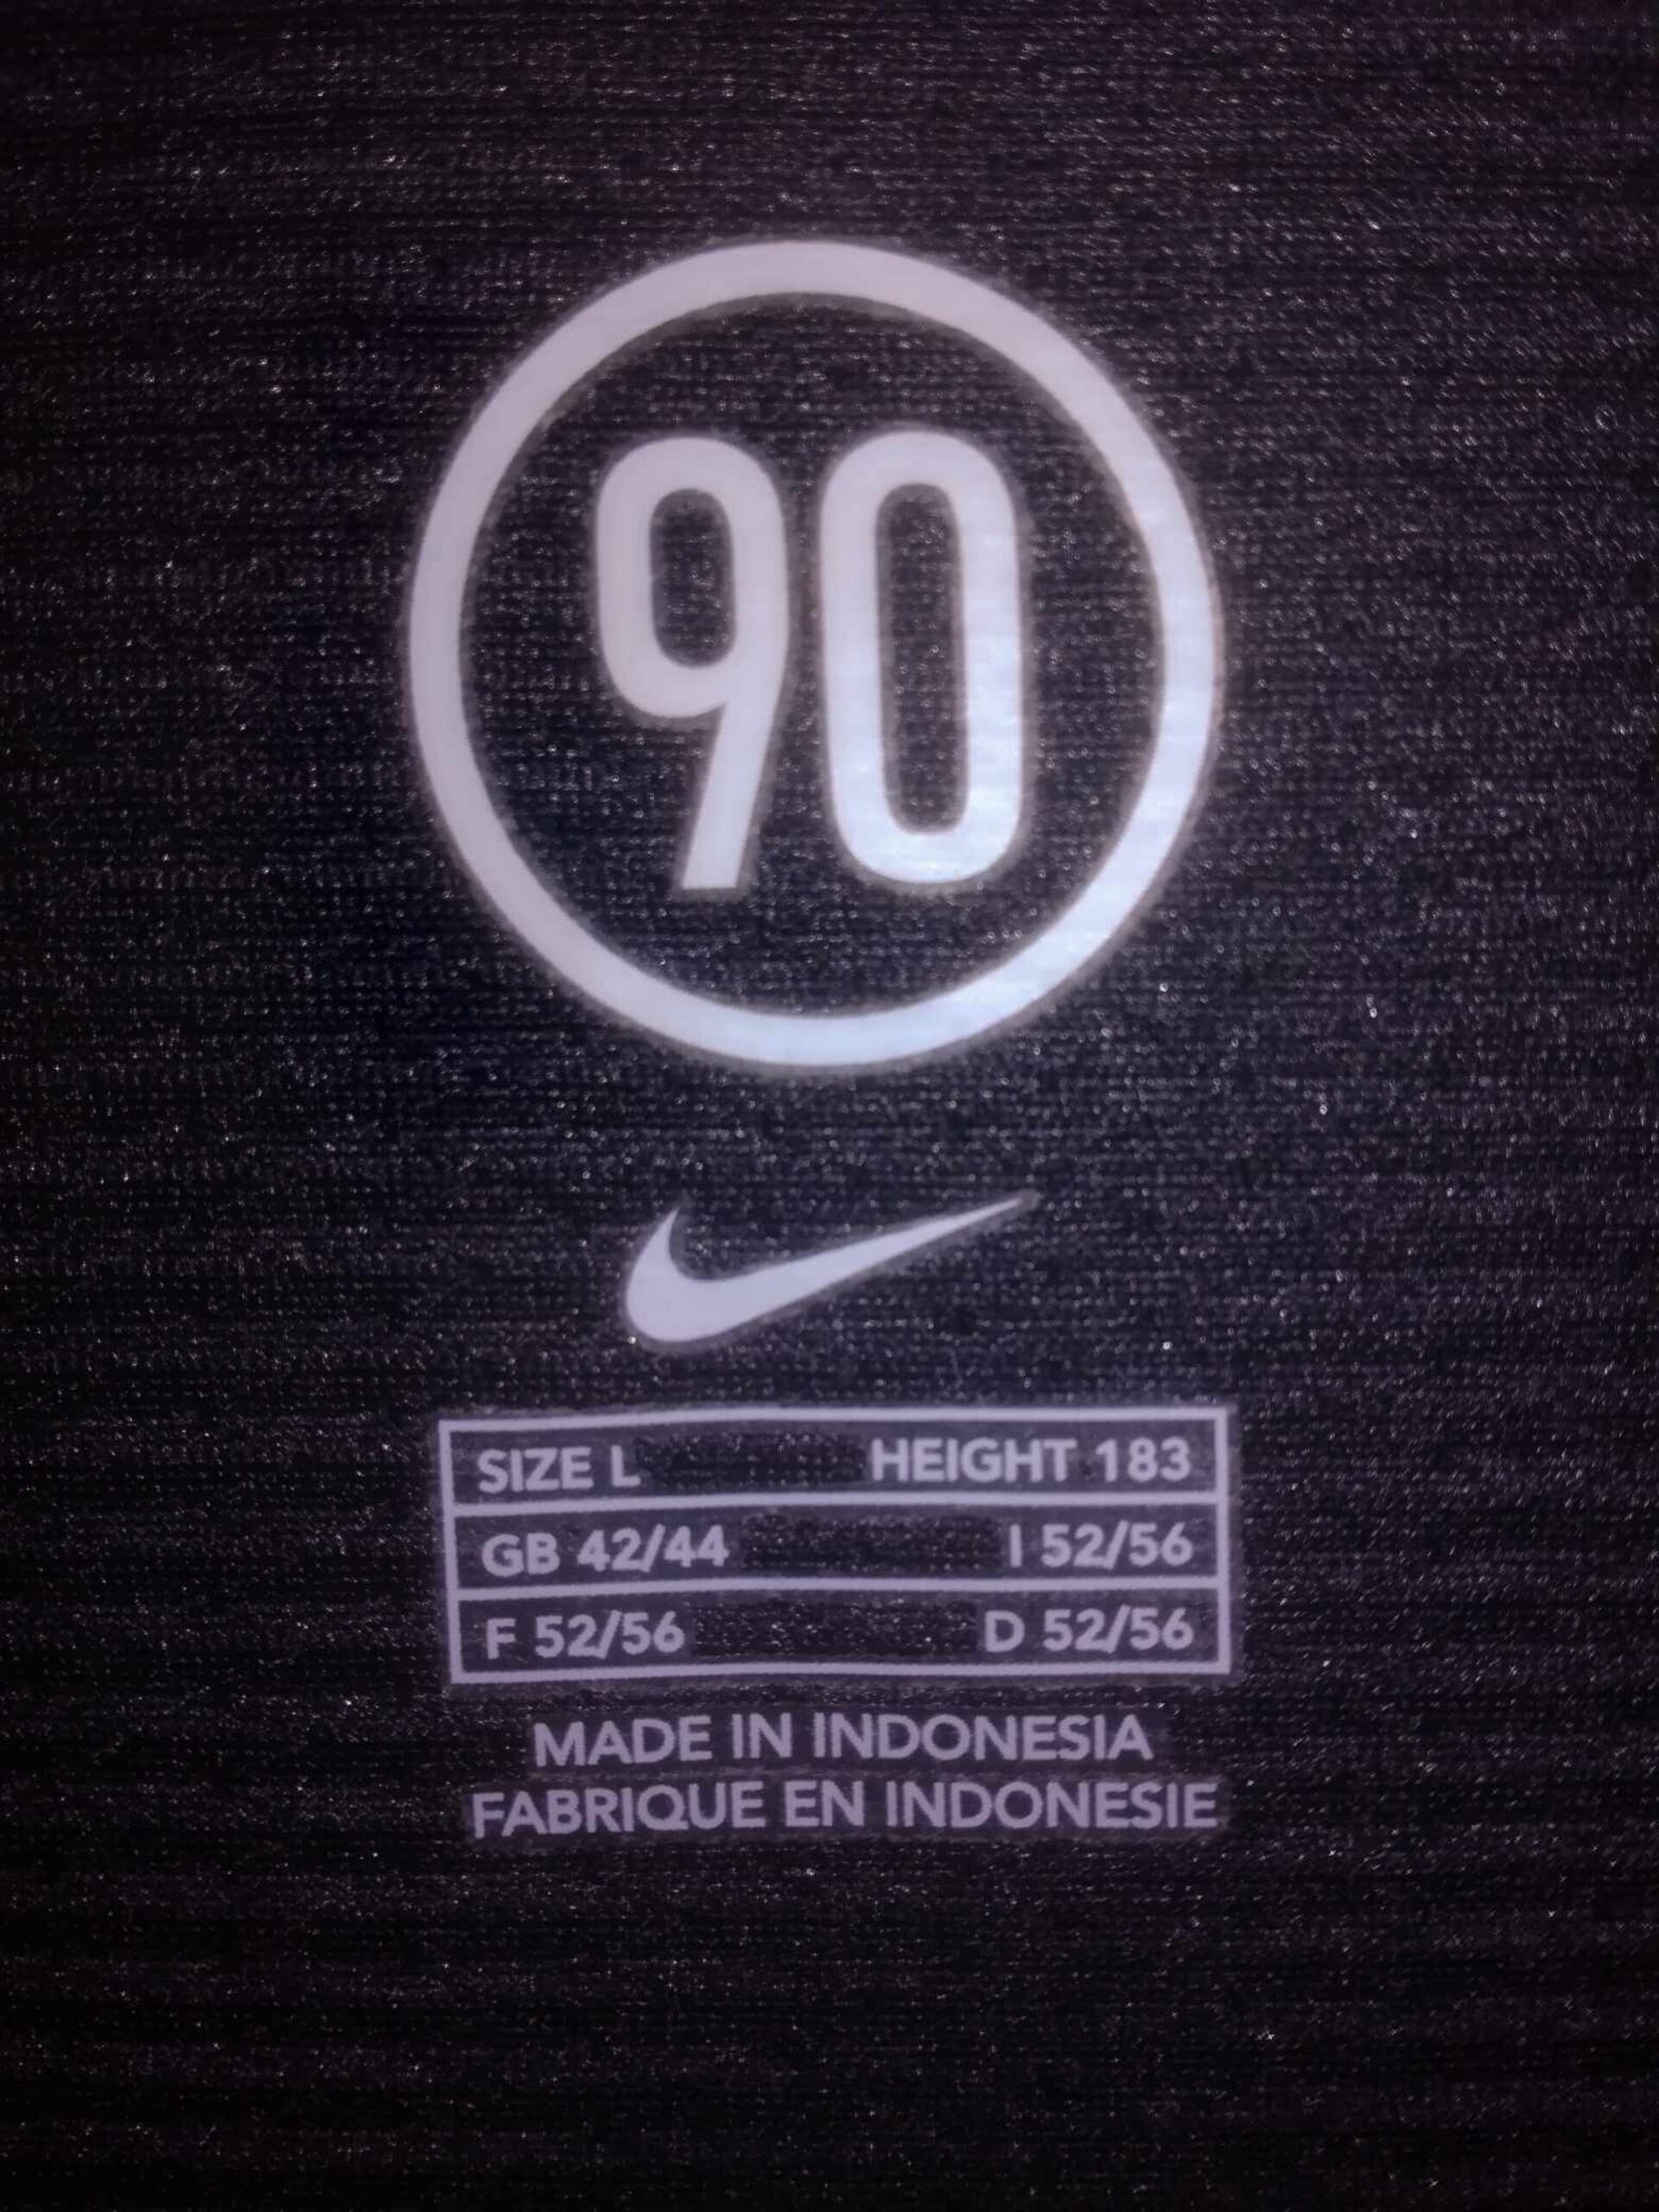 90
SIZE L HEIGHT 183
GB 42/44 I 52/56
F 52/56 D 52/56
MADE IN INDONESIA
FABRIQUE EN INDONESIE